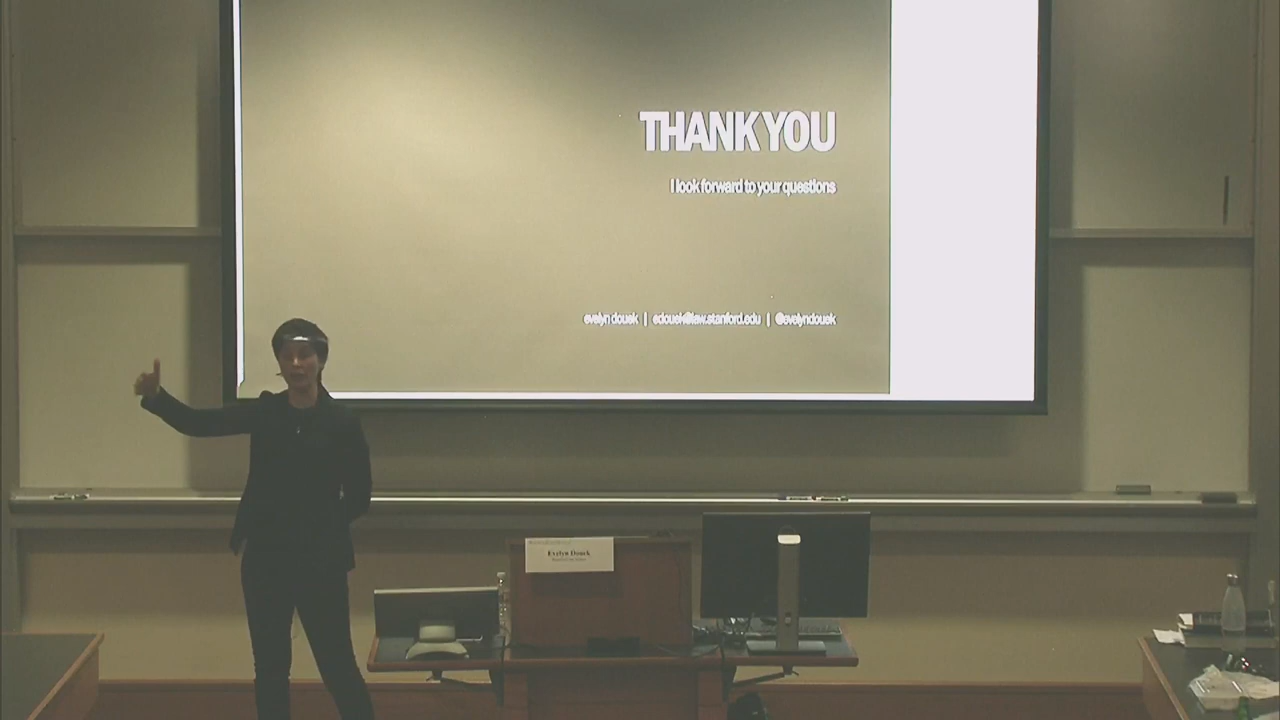 THANK YOU
I look forward to your questions
evelyn douek | edouek@law.stanford.edu | @evelyndouek
Evelyn Douek